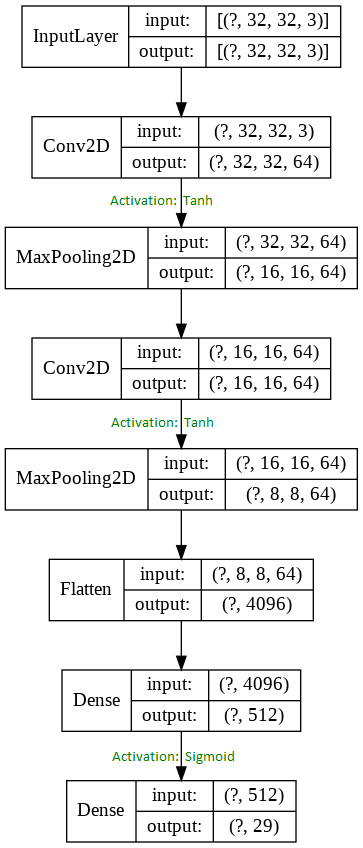 InputLayer input: [(?, 32, 32, 3)]
output: [(?, 32, 32, 3)]
Conv2D input: (?, 32, 32, 3)
output: (?, 32, 32, 64)
Activation: Tanh
MaxPooling2D input: (?, 32, 32, 64)
output: (?, 16, 16, 64)
Conv2D input: (?, 16, 16, 64)
output: (?, 16, 16, 64)
Activation: Tanh
MaxPooling2D input: (?, 16, 16, 64)
output: (?, 8, 8, 64)
Flatten input: (?, 8, 8, 64)
output: (?, 4096)
Dense input: (?, 4096)
output: (?, 512)
Activation: Sigmoid
Dense input: (?, 512)
output: (?, 29)